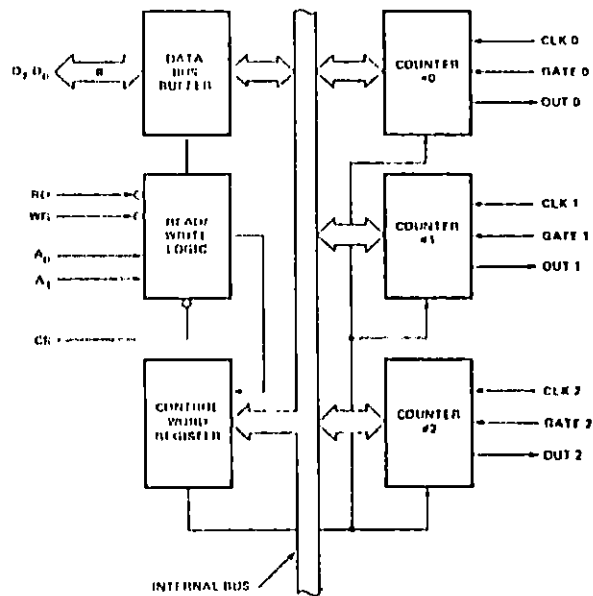 D7 D0
8
DATA
BUS
BUFFER
COUNTER
#0
CLK 0
GATE 0
OUT 0
RD
WR
A0
A1
READ/
WRITE
LOGIC
CS
COUNTER
#1
CLK 1
GATE 1
OUT 1
CONTROL
WORD
REGISTER
COUNTER
#2
CLK 2
GATE 2
OUT 2
INTERNAL BUS